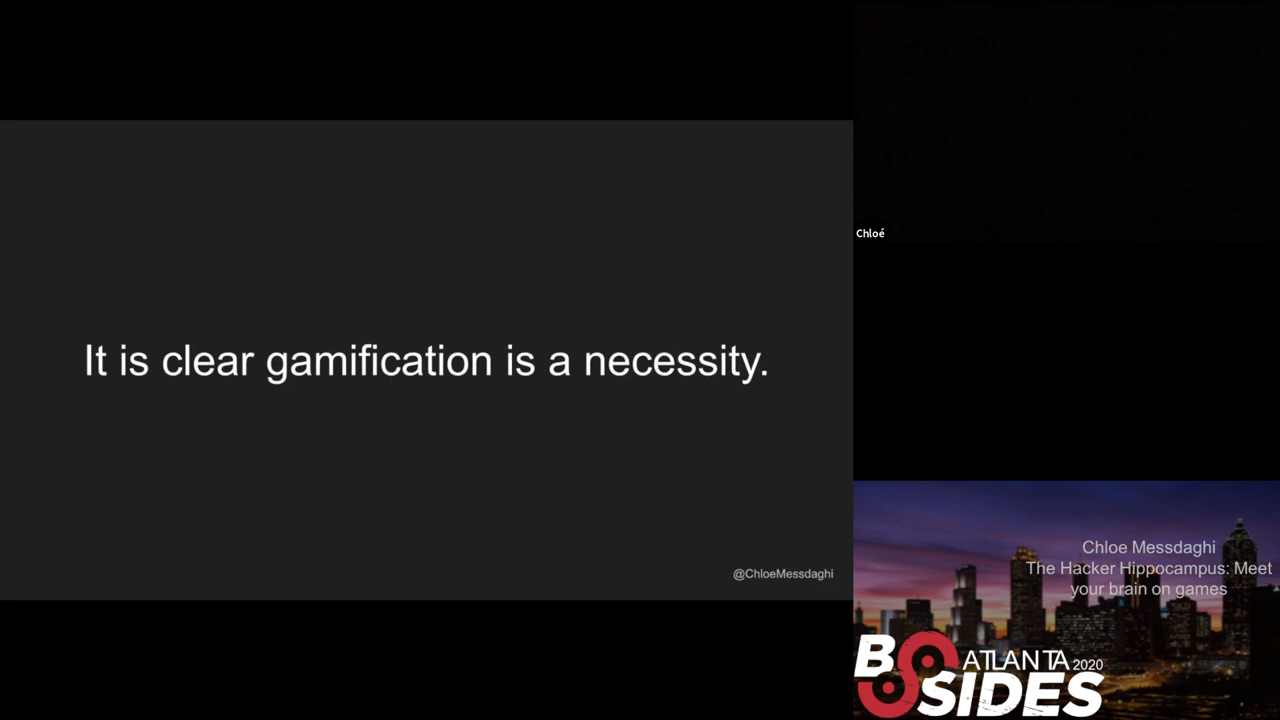 It is clear gamification is a necessity.
@ChloeMessdaghi
Chloé
Chloe Messdaghi
The Hacker Hippocampus: Meet
your brain on games
B
ATLANTA 2020
SIDES